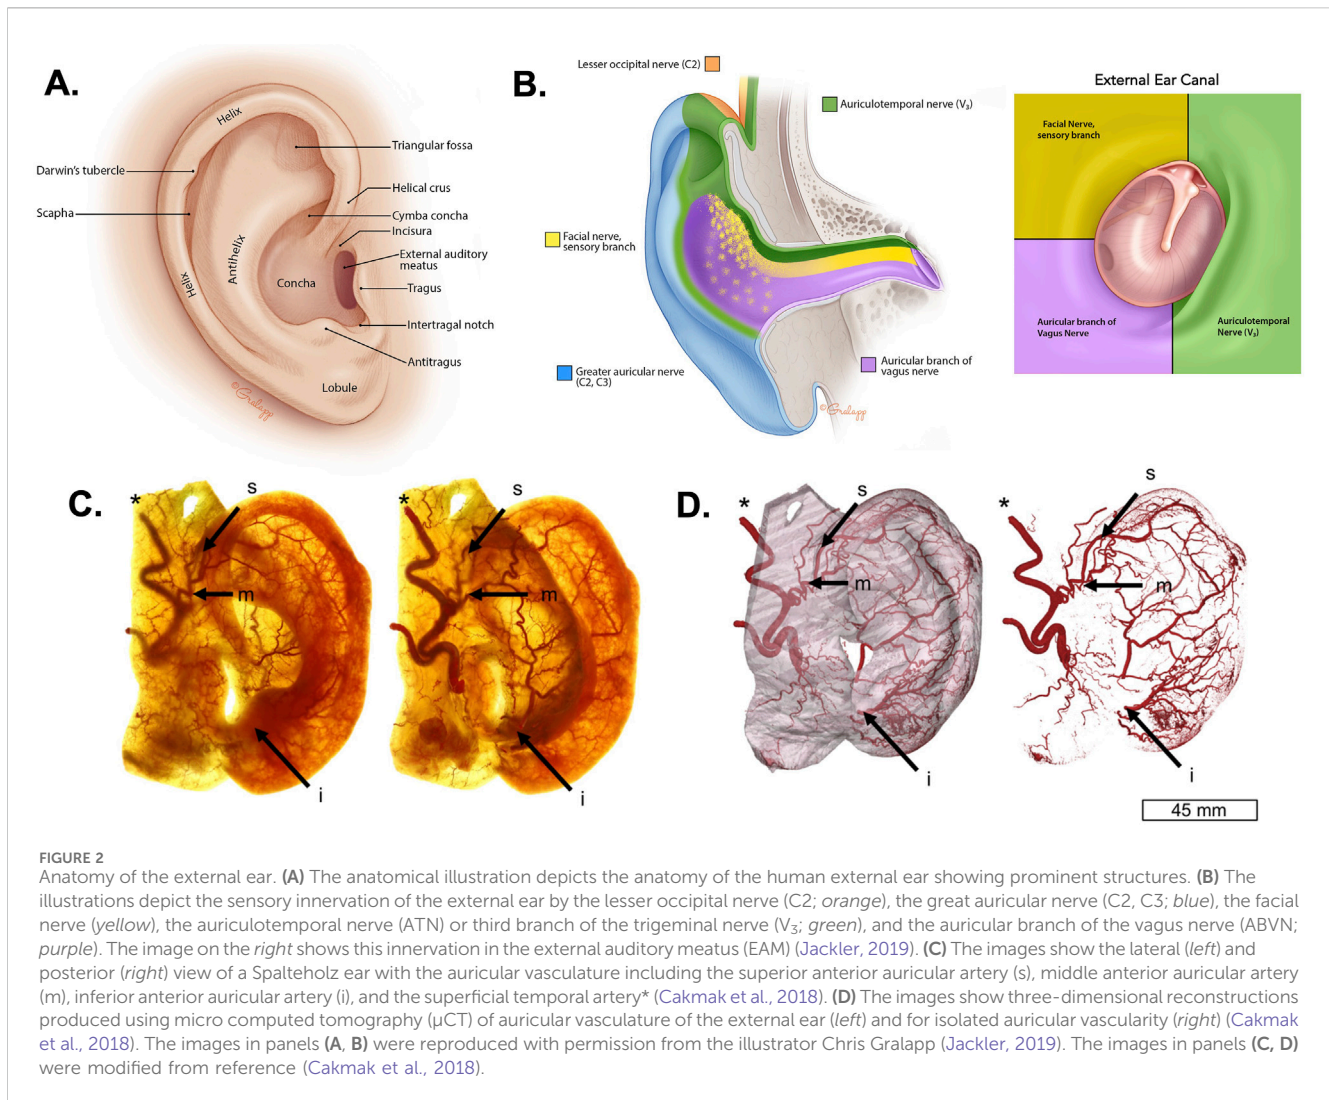 A.
Helix
Darwin's tubercle
Scapha
Helix
Antihelix
Concha
Lobule
Triangular fossa
Helical crus
Cymba concha
Incisura
External auditory
meatus
Tragus
Intertragal notch
Antitragus
©Gralapp
B.
Lesser occipital nerve (C2)
Auriculotemporal nerve (V₃)
Facial nerve,
sensory branch
Greater auricular nerve
(C2, C3)
Auricular branch of
vagus nerve
©Gralapp
External Ear Canal
Facial Nerve,
sensory branch
Auricular branch of
Vagus Nerve
Auriculotemporal
Nerve (V₃)
C.
*
s
m
i
*
s
m
i
D.
*
s
m
i
*
s
m
i
45 mm
FIGURE 2
Anatomy of the external ear. (A) The anatomical illustration depicts the anatomy of the human external ear showing prominent structures. (B) The
illustrations depict the sensory innervation of the external ear by the lesser occipital nerve (C2; orange), the great auricular nerve (C2, C3; blue), the facial
nerve (yellow), the auriculotemporal nerve (ATN) or third branch of the trigeminal nerve (V₃; green), and the auricular branch of the vagus nerve (ABVN;
purple). The image on the right shows this innervation in the external auditory meatus (EAM) (Jackler, 2019). (C) The images show the lateral (left) and
posterior (right) view of a Spalteholz ear with the auricular vasculature including the superior anterior auricular artery (s), middle anterior auricular artery
(m), inferior anterior auricular artery (i), and the superficial temporal artery* (Cakmak et al., 2018). (D) The images show three-dimensional reconstructions
produced using micro computed tomography (μCT) of auricular vasculature of the external ear (left) and for isolated auricular vascularity (right) (Cakmak
et al., 2018). The images in panels (A, B) were reproduced with permission from the illustrator Chris Gralapp (Jackler, 2019). The images in panels (C, D)
were modified from reference (Cakmak et al., 2018).